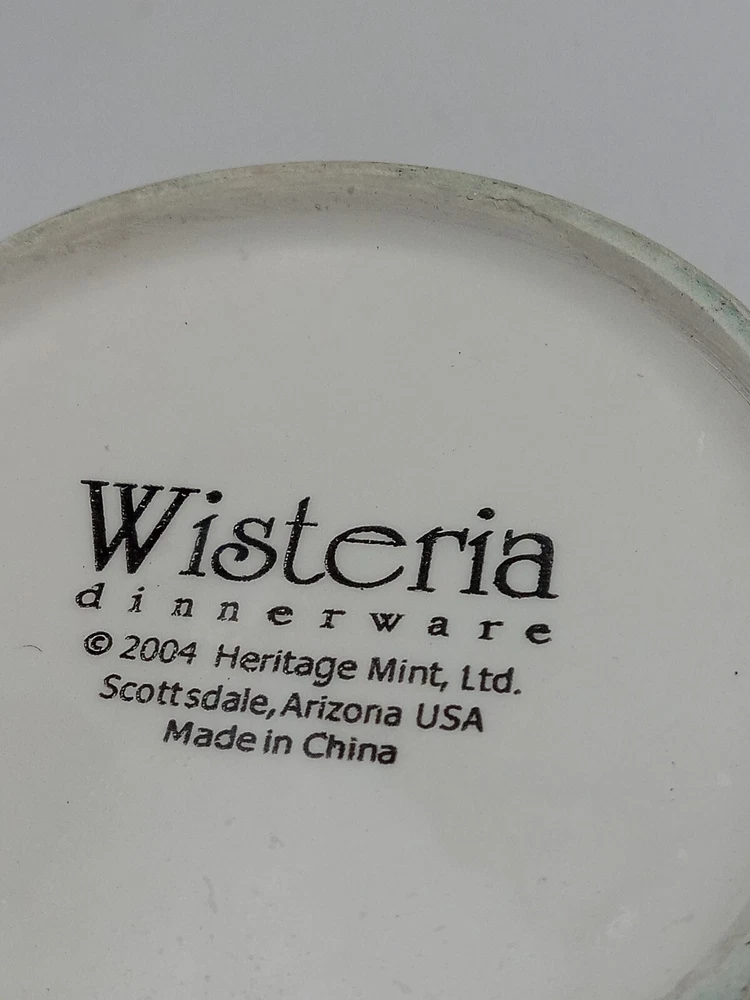 Wisteria
dinnerware
© 2004 Heritage Mint, Ltd.
Scottsdale, Arizona USA
Made in China